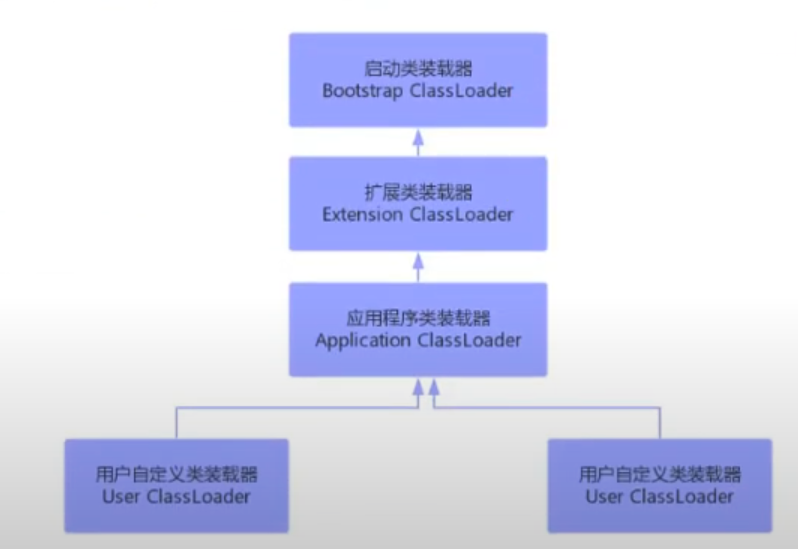 启动类装载器
Bootstrap ClassLoader
扩展类装载器
Extension ClassLoader
应用程序类装载器
Application ClassLoader
用户自定义类装载器
User ClassLoader
用户自定义类装载器
User ClassLoader